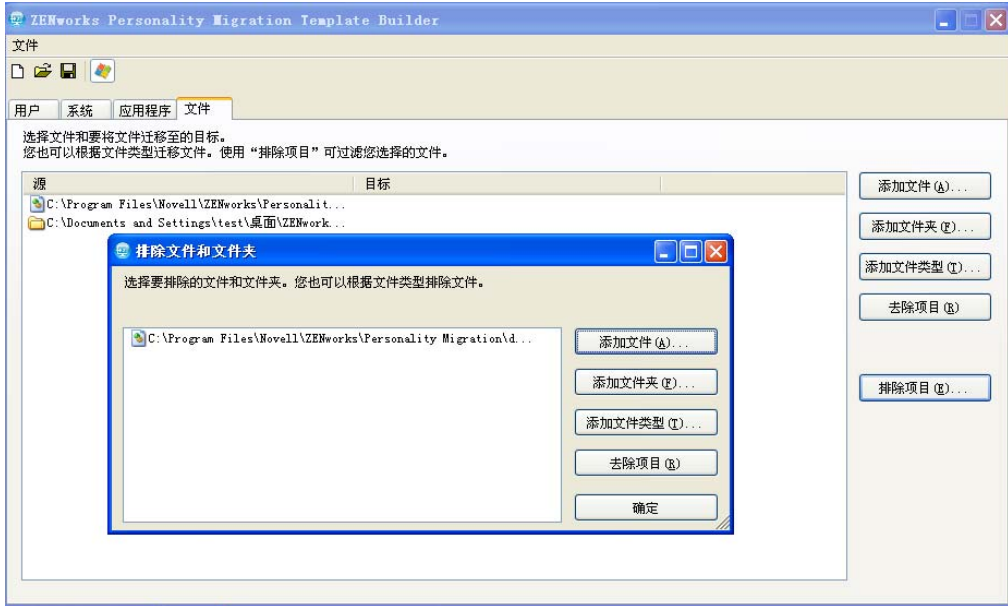 ZENworks Personality Migration Template Builder
文件
用户 系统 应用程序 文件
选择文件和要将文件迁移至的目标。
您也可以根据文件类型迁移文件。使用“排除项目”可过滤您选择的文件。
源 目标
C:\Program Files\Novell\ZENworks\Personalit...
C:\Documents and Settings\test\桌面\ZENwork...
添加文件(A)...
添加文件夹(F)...
添加文件类型(T)...
去除项目(R)
排除项目(E)...
排除文件和文件夹
选择要排除的文件和文件夹。您也可以根据文件类型排除文件。
C:\Program Files\Novell\ZENworks\Personality Migration\d...
添加文件(A)...
添加文件夹(F)...
添加文件类型(T)...
去除项目(R)
确定